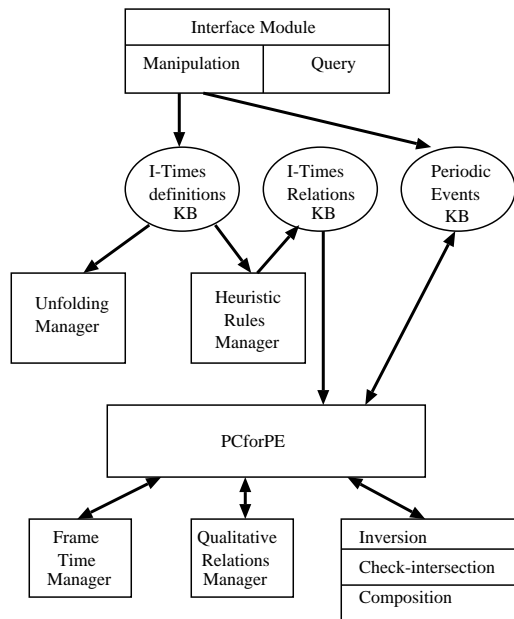 Interface Module
Manipulation
Query
I-Times
definitions
KB
I-Times
Relations
KB
Periodic
Events
KB
Unfolding
Manager
Heuristic
Rules
Manager
PCforPE
Frame
Time
Manager
Qualitative
Relations
Manager
Inversion
Check-intersection
Composition